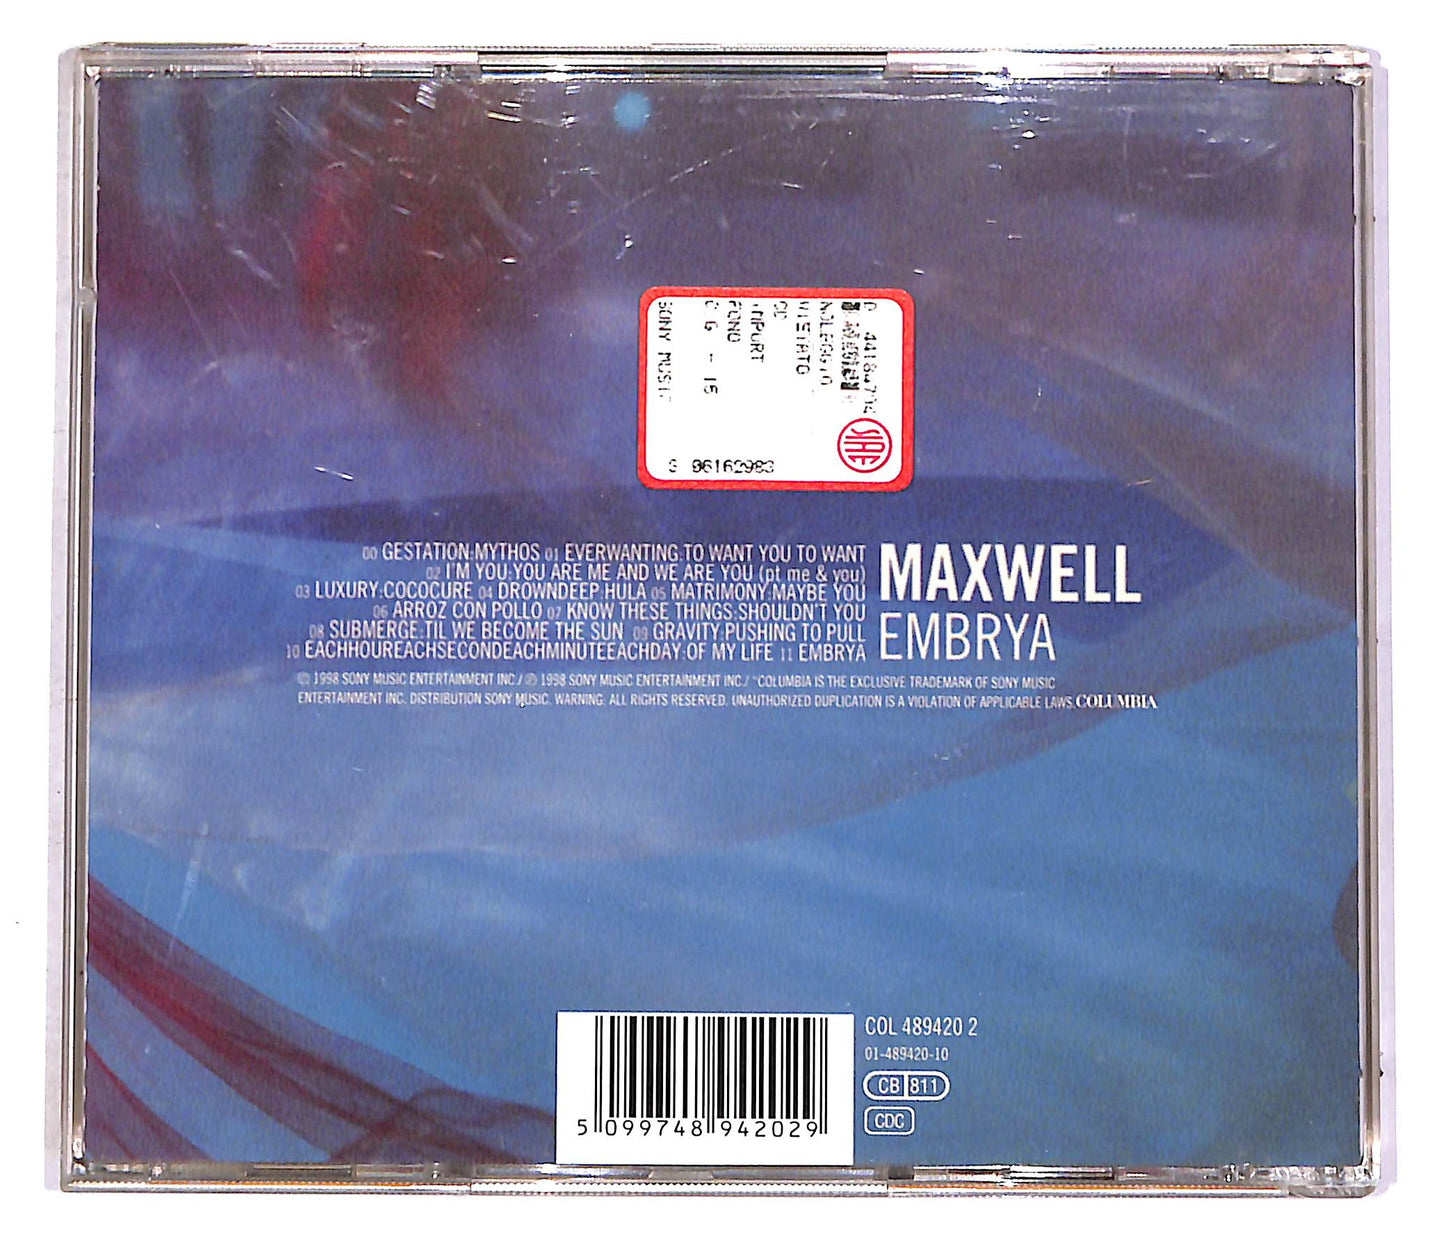 SONY MUSIC
C G - 16
FONO
IMPORT
CD
VIETATO
NOLEGGIO
SIAE
00 GESTATION:MYTHOS 01 EVERWANTING:TO WANT YOU TO WANT
02 I'M YOU:YOU ARE ME AND WE ARE YOU (pt me & you)
03 LUXURY:COCOCURE 04 DROWNDEEP:HULA 05 MATRIMONY:MAYBE YOU
06 ARROZ CON POLLO 07 KNOW THESE THINGS:SHOULDN'T YOU
08 SUBMERGE:TIL WE BECOME THE SUN 09 GRAVITY:PUSHING TO PULL
10 EACHHOUREACHSECONDEACHMINUTEEACHDAY:OF MY LIFE 11 EMBRYA
MAXWELL
EMBRYA
© 1998 SONY MUSIC ENTERTAINMENT INC./ ℗ 1998 SONY MUSIC ENTERTAINMENT INC./ "COLUMBIA IS THE EXCLUSIVE TRADEMARK OF SONY MUSIC
ENTERTAINMENT INC. DISTRIBUTION SONY MUSIC. WARNING: ALL RIGHTS RESERVED. UNAUTHORIZED DUPLICATION IS A VIOLATION OF APPLICABLE LAWS. COLUMBIA
5 099748 942029
COL 489420 2
01-489420-10
CB 811
CDC